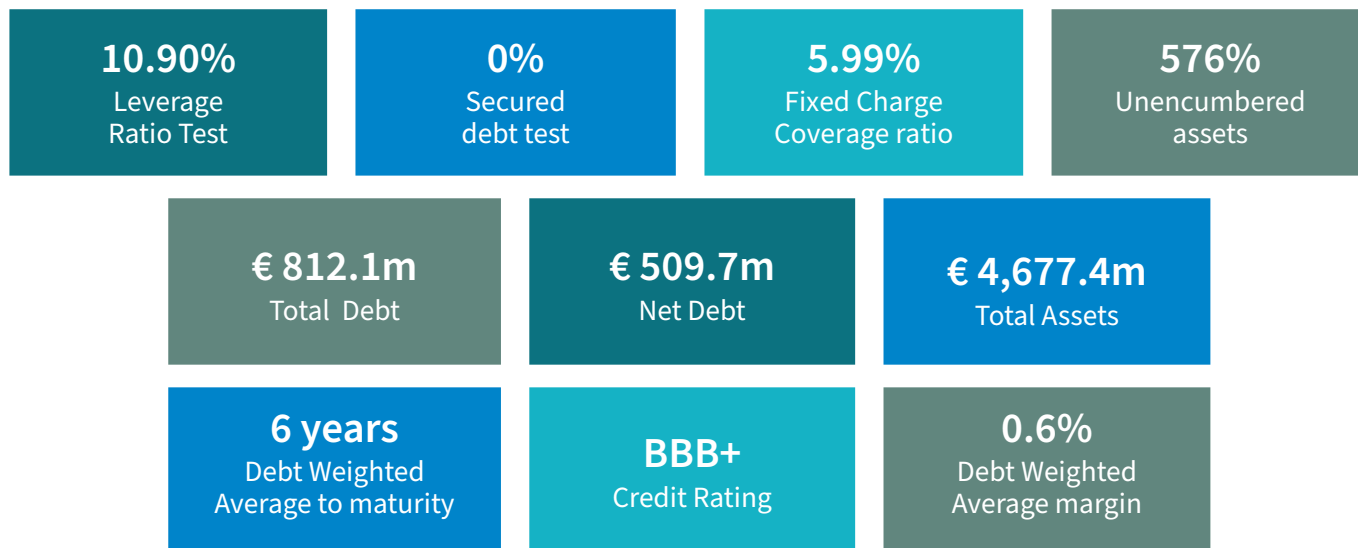 10.90%
Leverage
Ratio Test
0%
Secured
debt test
5.99%
Fixed Charge
Coverage ratio
576%
Unencumbered
assets
€ 812.1m
Total Debt
€ 509.7m
Net Debt
€ 4,677.4m
Total Assets
6 years
Debt Weighted
Average to maturity
BBB+
Credit Rating
0.6%
Debt Weighted
Average margin